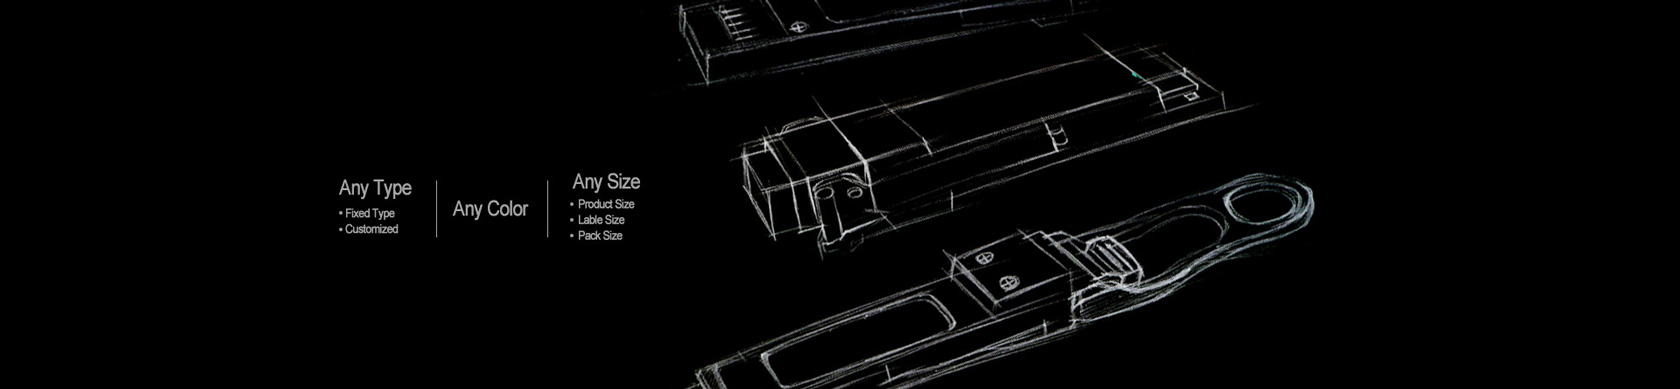 Any Type
• Fixed Type
• Customized
Any Color
Any Size
• Product Size
• Lable Size
• Pack Size